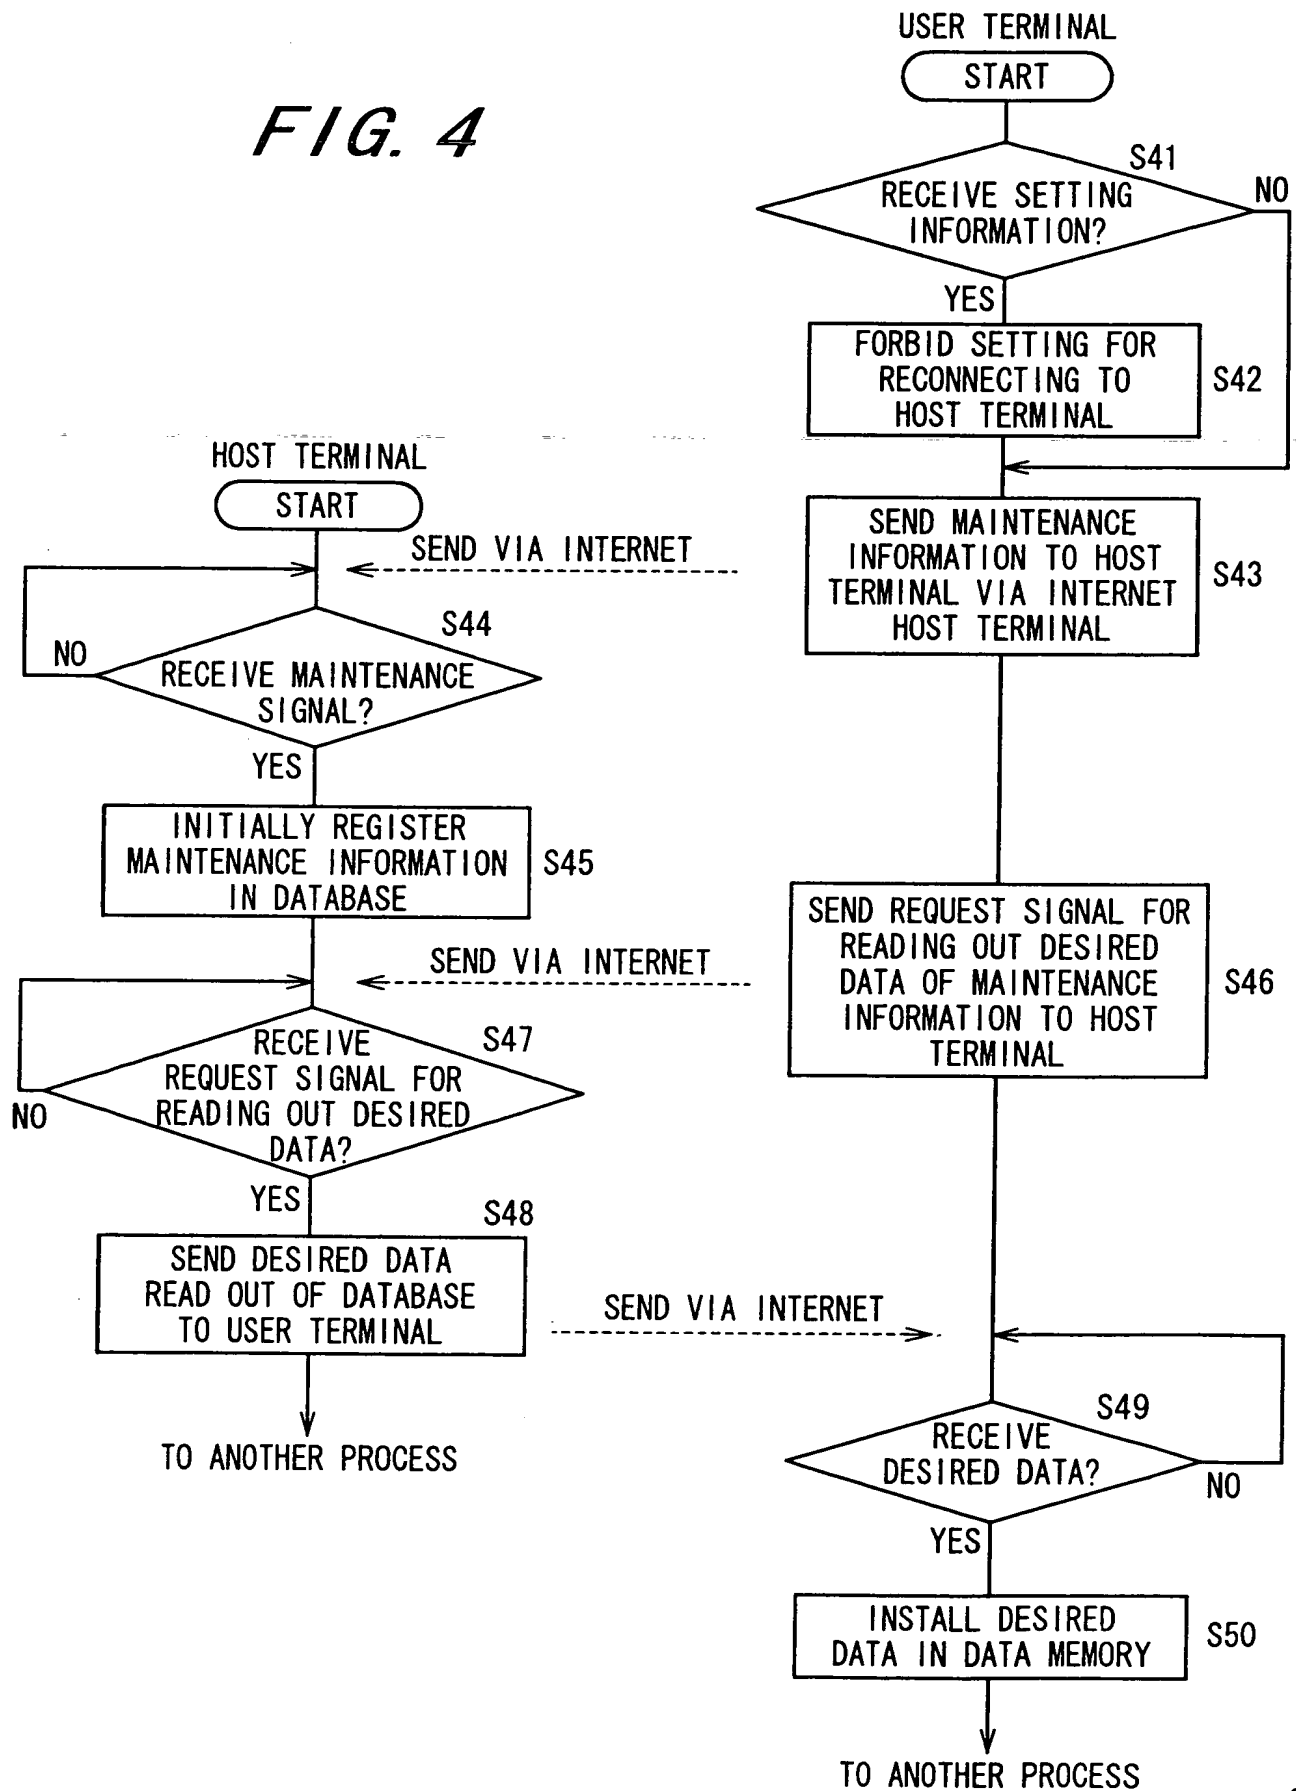 FIG. 4
USER TERMINAL
START
S41
RECEIVE SETTING
INFORMATION?
NO
YES
FORBID SETTING FOR
RECONNECTING TO
HOST TERMINAL
S42
SEND MAINTENANCE
INFORMATION TO HOST
TERMINAL VIA INTERNET
HOST TERMINAL
S43
HOST TERMINAL
START
SEND VIA INTERNET
S44
NO
RECEIVE MAINTENANCE
SIGNAL?
YES
INITIALLY REGISTER
MAINTENANCE INFORMATION
IN DATABASE
S45
SEND REQUEST SIGNAL FOR
READING OUT DESIRED
DATA OF MAINTENANCE
INFORMATION TO HOST
TERMINAL
S46
SEND VIA INTERNET
S47
RECEIVE
REQUEST SIGNAL FOR
READING OUT DESIRED
DATA?
NO
YES
S48
SEND DESIRED DATA
READ OUT OF DATABASE
TO USER TERMINAL
SEND VIA INTERNET
TO ANOTHER PROCESS
S49
RECEIVE
DESIRED DATA?
NO
YES
INSTALL DESIRED
DATA IN DATA MEMORY
S50
TO ANOTHER PROCESS